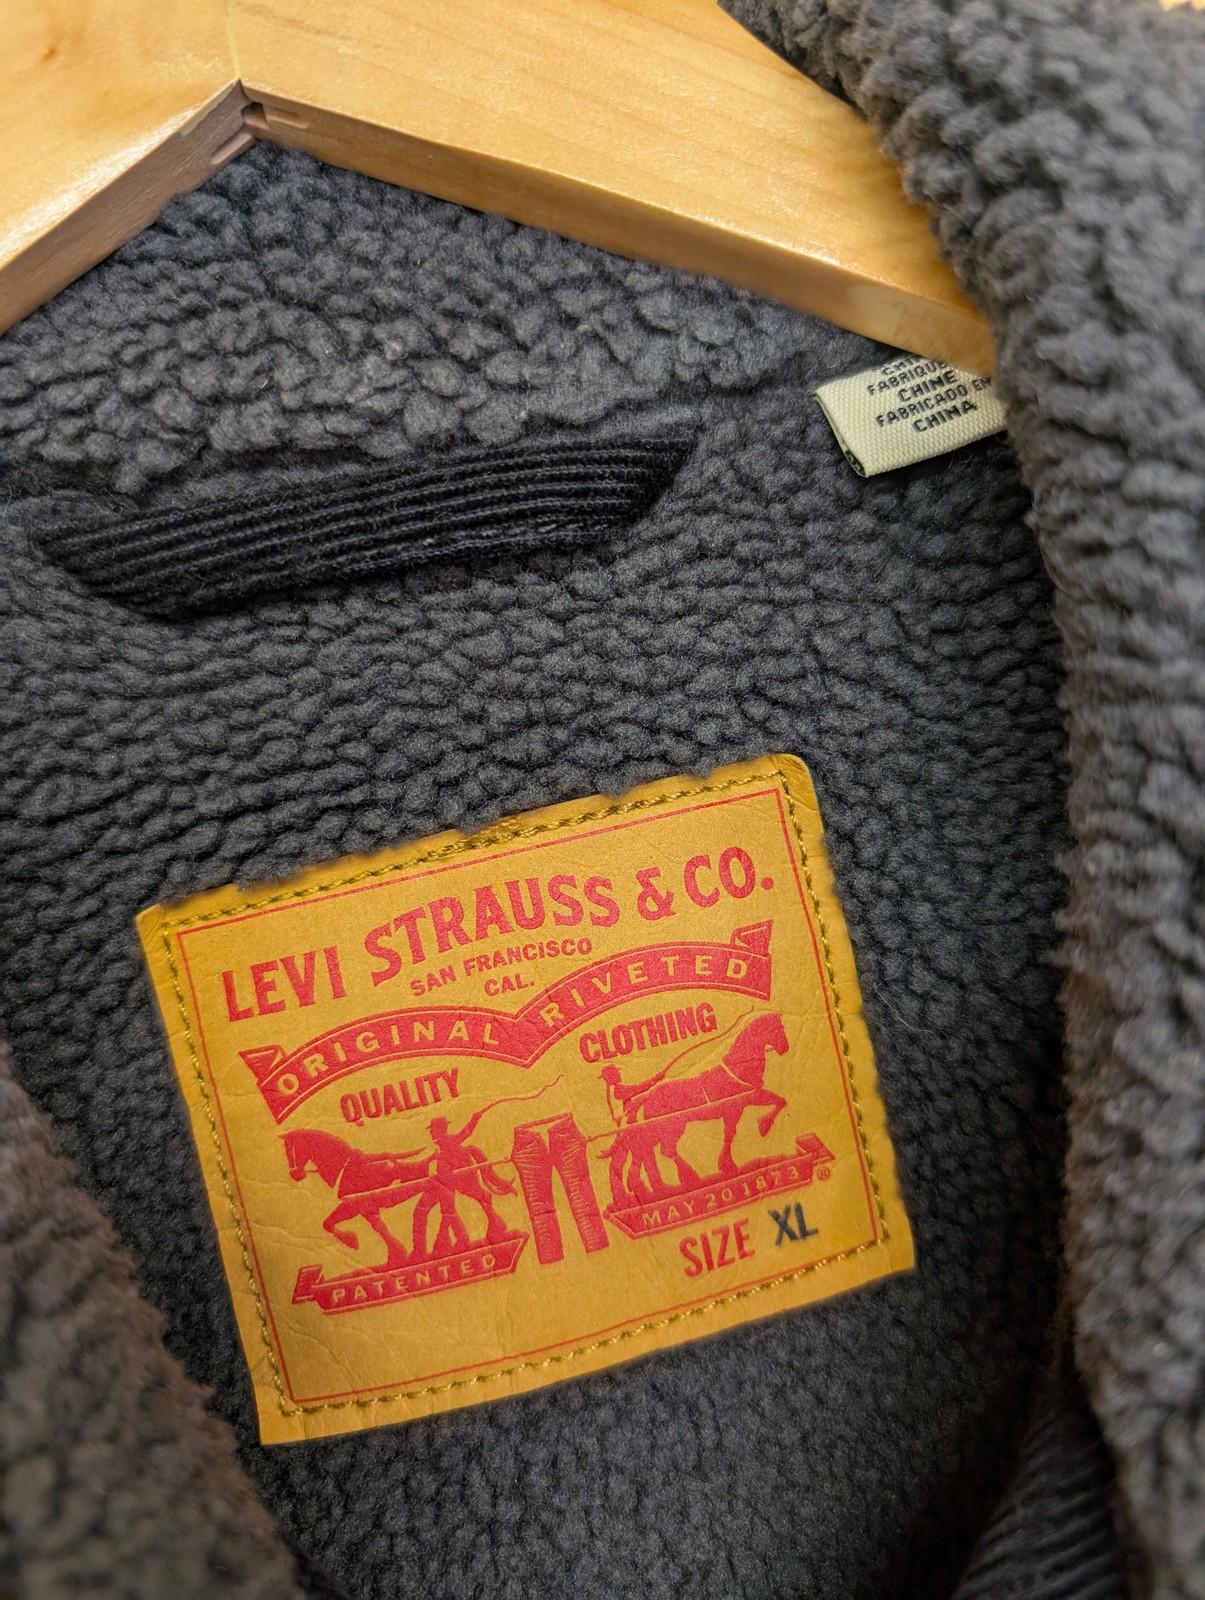 FABRIQUÉ
CHINE
FABRICADO EN
CHINA
LEVI STRAUSS & CO.
SAN FRANCISCO
CAL.
ORIGINAL RIVETED
QUALITY CLOTHING
PATENTED
MAY 20 1873 ®
SIZE XL